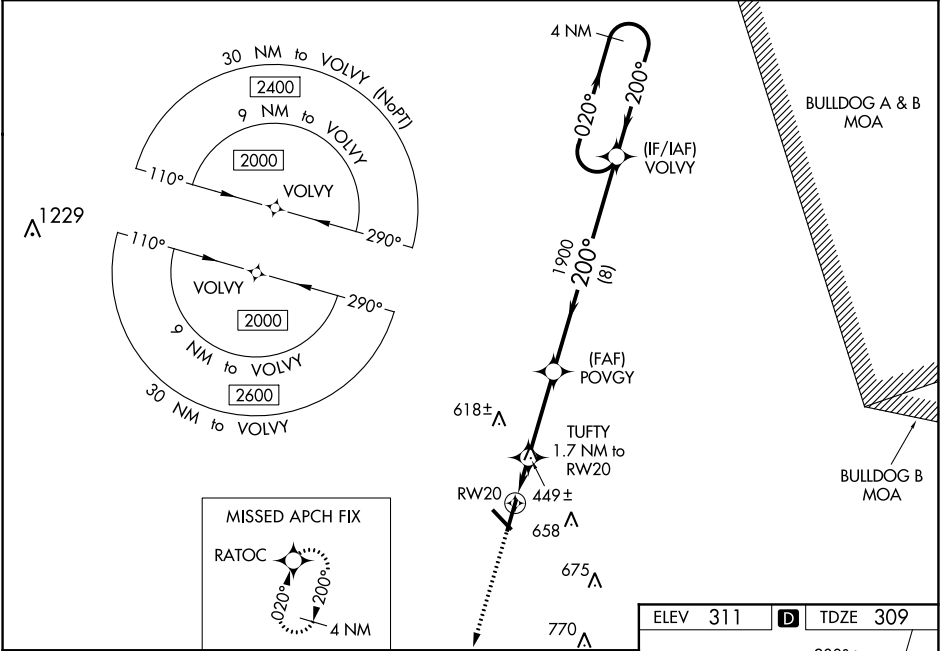 30 NM to VOLVY (NoPT)
2400
9 NM to VOLVY
2000
110°
VOLVY
290°
1229
110°
VOLVY
290°
2000
9 NM to VOLVY
2600
30 NM to VOLVY
4 NM
020°
200°
(IF/IAF)
VOLVY
1900
200°
(8)
(FAF)
POVGY
618±
TUFTY
1.7 NM to
RW20
RW20
449±
658
675
770
BULLDOG A & B
MOA
BULLDOG B
MOA
MISSED APCH FIX
RATOC
020°
200°
4 NM
ELEV 311
D
TDZE 309